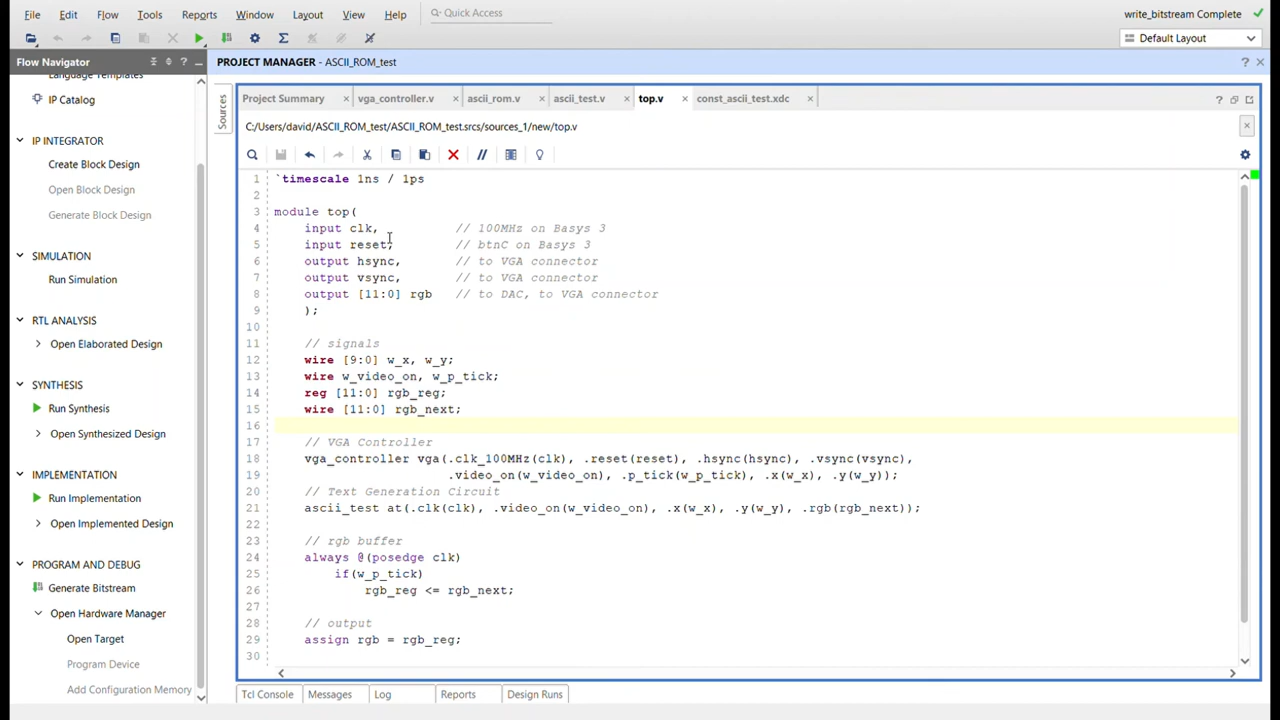 File Edit Flow Tools Reports Window Layout View Help Quick Access write_bitstream Complete
Default Layout
Flow Navigator
PROJECT MANAGER - ASCII_ROM_test
Language Templates
IP Catalog
IP INTEGRATOR
Create Block Design
Open Block Design
Generate Block Design
SIMULATION
Run Simulation
RTL ANALYSIS
Open Elaborated Design
SYNTHESIS
Run Synthesis
Open Synthesized Design
IMPLEMENTATION
Run Implementation
Open Implemented Design
PROGRAM AND DEBUG
Generate Bitstream
Open Hardware Manager
Open Target
Program Device
Add Configuration Memory
Sources
Project Summary vga_controller.v ascii_rom.v ascii_test.v top.v const_ascii_test.xdc
C:/Users/david/ASCII_ROM_test/ASCII_ROM_test.srcs/sources_1/new/top.v
1 `timescale 1ns / 1ps
2
3 module top(
4 input clk, // 100MHz on Basys 3
5 input reset, // btnC on Basys 3
6 output hsync, // to VGA connector
7 output vsync, // to VGA connector
8 output [11:0] rgb // to DAC, to VGA connector
9 );
10
11 // signals
12 wire [9:0] w_x, w_y;
13 wire w_video_on, w_p_tick;
14 reg [11:0] rgb_reg;
15 wire [11:0] rgb_next;
16
17 // VGA Controller
18 vga_controller vga(.clk_100MHz(clk), .reset(reset), .hsync(hsync), .vsync(vsync),
19 .video_on(w_video_on), .p_tick(w_p_tick), .x(w_x), .y(w_y));
20 // Text Generation Circuit
21 ascii_test at(.clk(clk), .video_on(w_video_on), .x(w_x), .y(w_y), .rgb(rgb_next));
22
23 // rgb buffer
24 always @(posedge clk)
25 if(w_p_tick)
26 rgb_reg <= rgb_next;
27
28 // output
29 assign rgb = rgb_reg;
30
Tcl Console Messages Log Reports Design Runs